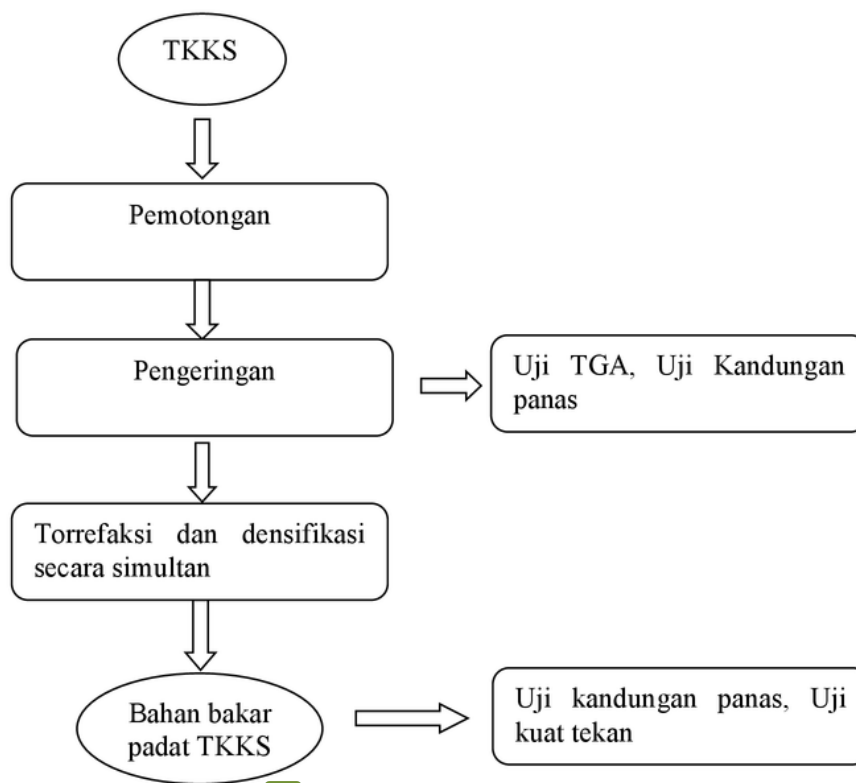 TKKS
Pemotongan
Pengeringan
Uji TGA, Uji Kandungan
panas
Torrefaksi dan densifikasi
secara simultan
Bahan bakar
padat TKKS
Uji kandungan panas, Uji
kuat tekan